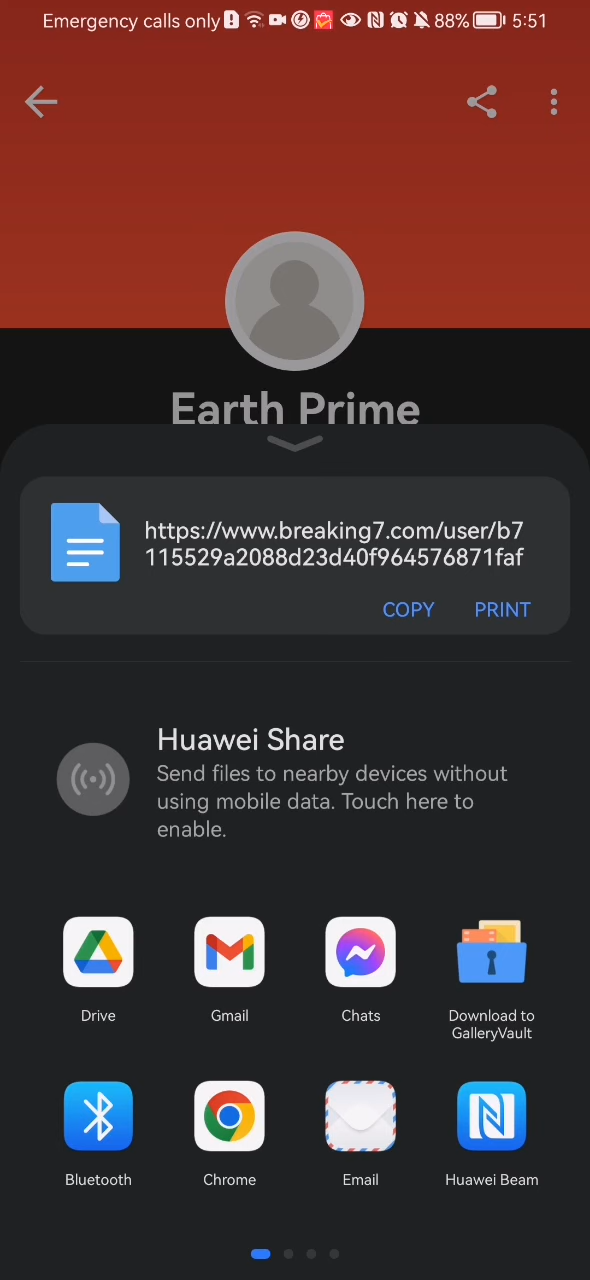 Emergency calls only 88% 5:51
Earth Prime
https://www.breaking7.com/user/b7
115529a2088d23d40f964576871faf
COPY PRINT
Huawei Share
Send files to nearby devices without
using mobile data. Touch here to
enable.
Drive Gmail Chats Download to
GalleryVault
Bluetooth Chrome Email Huawei Beam